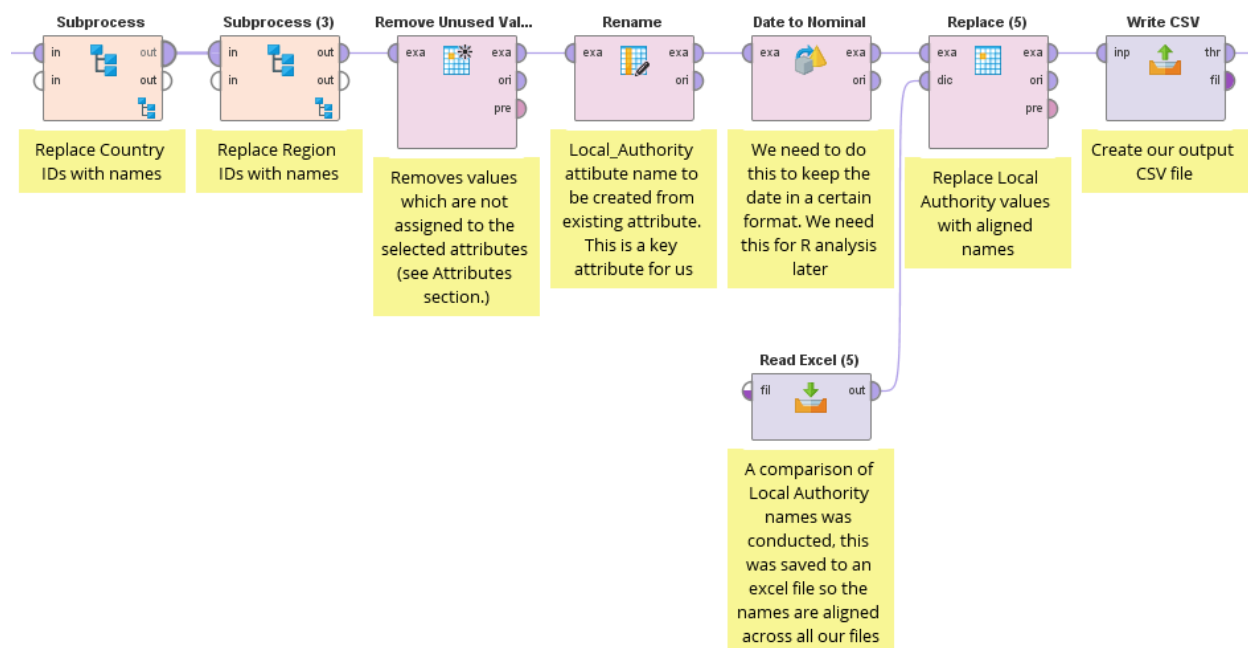 Subprocess
in
out
in
out
Replace Country
IDs with names
Subprocess (3)
in
out
in
out
Replace Region
IDs with names
Remove Unused Val...
exa
exa
ori
pre
Removes values
which are not
assigned to the
selected attributes
(see Attributes
section.)
Rename
exa
exa
ori
Local_Authority
attibute name to
be created from
existing attribute.
This is a key
attribute for us
Date to Nominal
exa
exa
ori
We need to do
this to keep the
date in a certain
format. We need
this for R analysis
later
Replace (5)
exa
exa
dic
ori
pre
Replace Local
Authority values
with aligned
names
Write CSV
inp
thr
fil
Create our output
CSV file
Read Excel (5)
fil
out
A comparison of
Local Authority
names was
conducted, this
was saved to an
excel file so the
names are aligned
across all our files